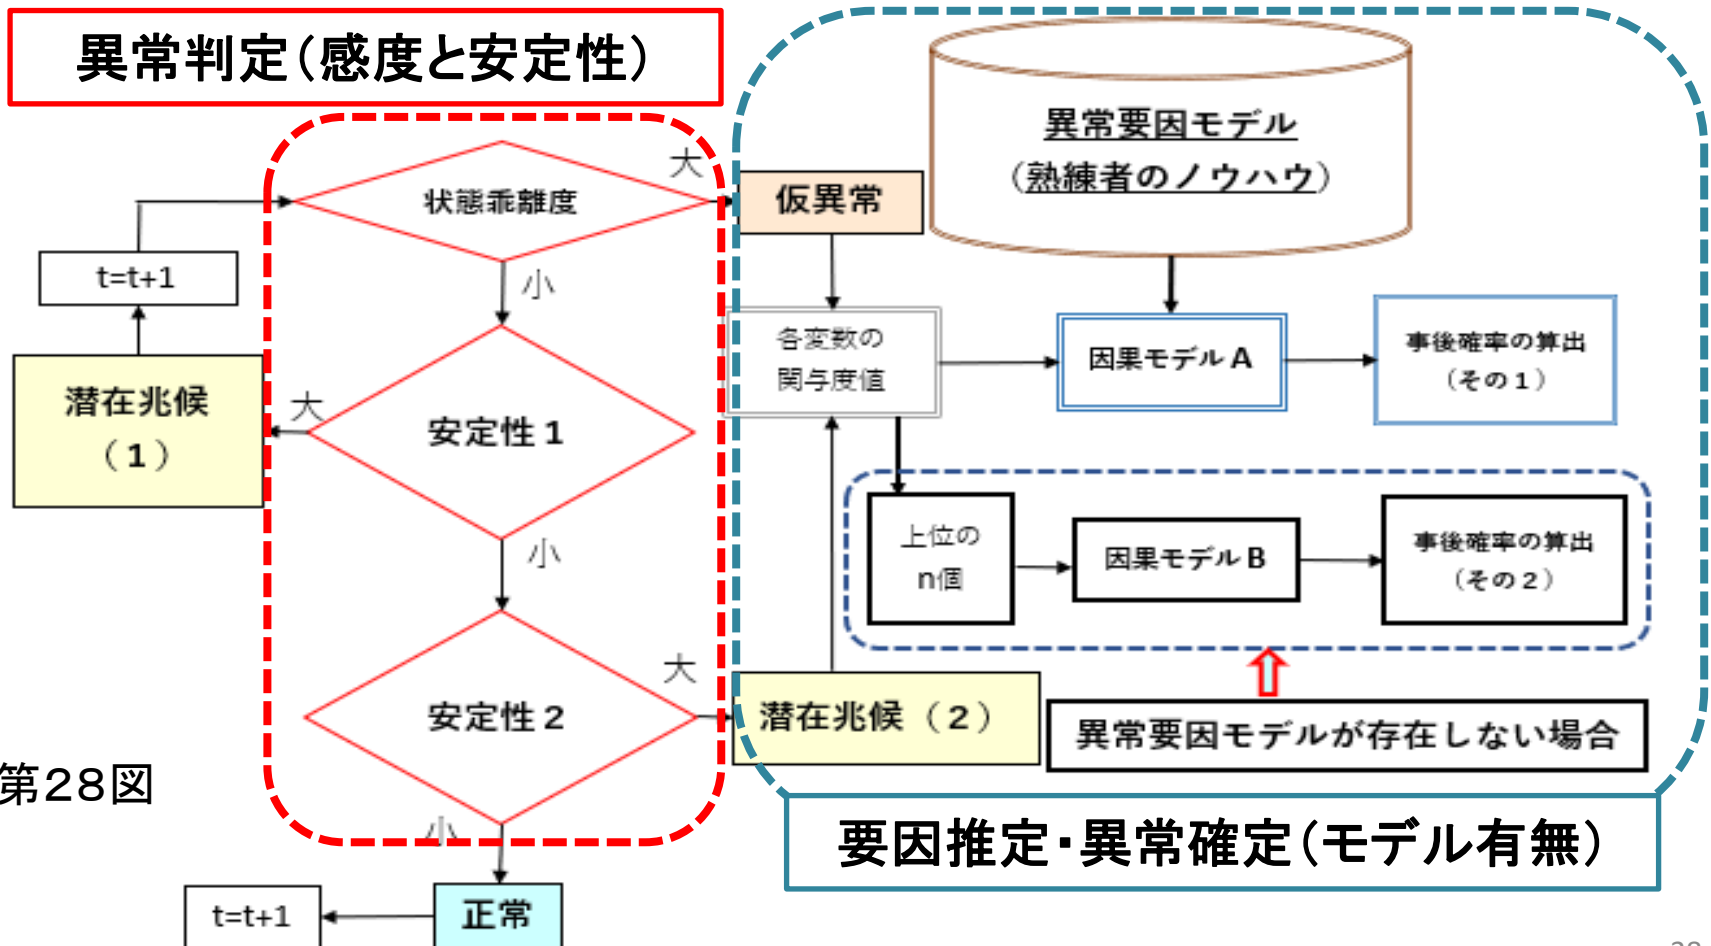 異常判定(感度と安定性)
異常要因モデル
(熟練者のノウハウ)
状態乖離度
大
仮異常
小
t=t+1
各変数の
関与度値
因果モデルA
事後確率の算出
(その1)
潜在兆候
(1)
大
安定性1
小
上位の
n個
因果モデルB
事後確率の算出
(その2)
大
安定性2
潜在兆候(2)
異常要因モデルが存在しない場合
第28図
小
要因推定・異常確定(モデル有無)
t=t+1
正常